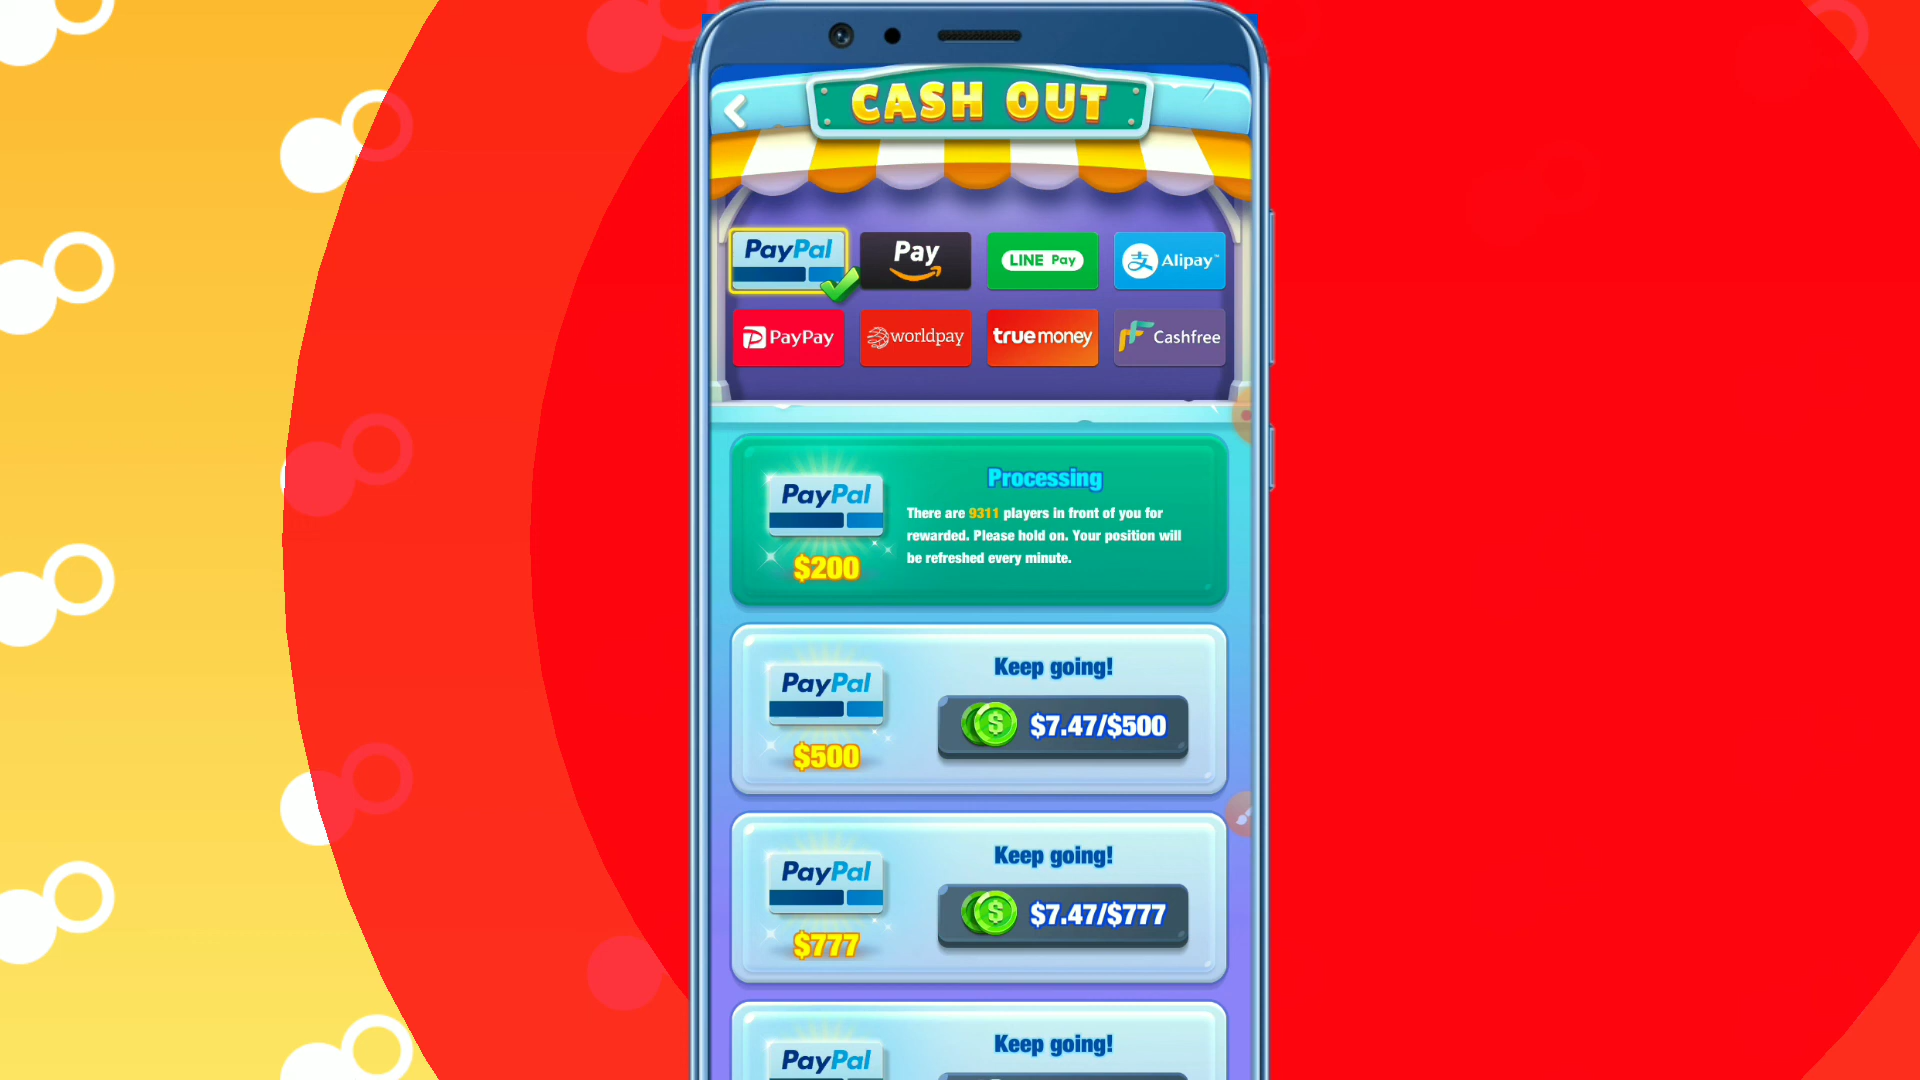 CASH OUT
PayPal
Pay
LINE Pay
支 Alipay™
PayPay
worldpay
truemoney
Cashfree
PayPal
$200
Processing
There are 9311 players in front of you for
rewarded. Please hold on. Your position will
be refreshed every minute.
PayPal
$500
Keep going!
$7.47/$500
PayPal
$777
Keep going!
$7.47/$777
PayPal
Keep going!